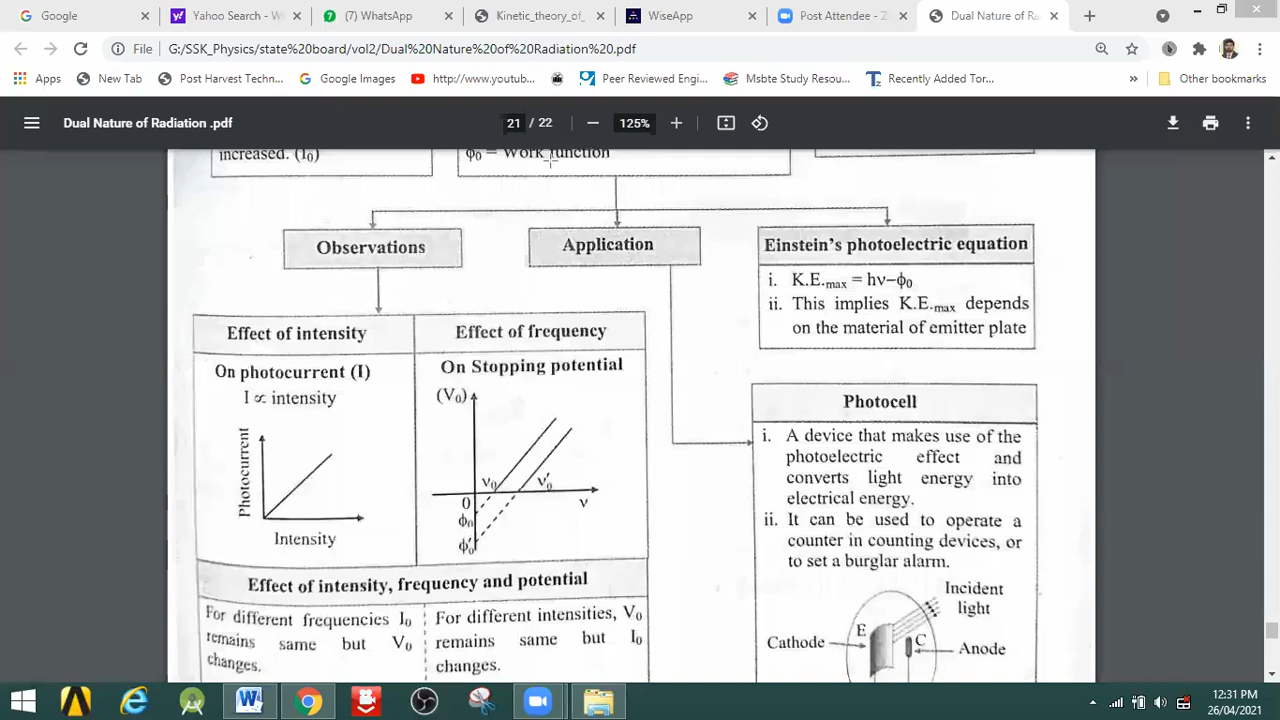 Google
Yahoo Search - W
(7) WhatsApp
Kinetic_theory_of_
WiseApp
Post Attendee - Z
Dual Nature of Radi
File
G:/SSK_Physics/state%20board/vol2/Dual%20Nature%20of%20Radiation%20.pdf
Apps
New Tab
Post Harvest Techn...
Google Images
http://www.youtub...
Peer Reviewed Engi...
Msbte Study Resou...
Recently Added Tor...
»
Other bookmarks
Dual Nature of Radiation .pdf
21 / 22
125%
increased. (I₀)
ϕ₀ = Work function
Observations
Application
Einstein's photoelectric equation
i. K.E.max = hν−ϕ₀
ii. This implies K.E.max depends
on the material of emitter plate
Effect of intensity
Effect of frequency
On photocurrent (I)
I ∝ intensity
Photocurrent
Intensity
On Stopping potential
(V₀)
ν₀
ν₀′
0
ν
ϕ₀
ϕ₀′
Effect of intensity, frequency and potential
For different frequencies I₀
remains same but V₀
changes.
For different intensities, V₀
remains same but I₀
changes.
Photocell
i. A device that makes use of the
photoelectric effect and
converts light energy into
electrical energy.
ii. It can be used to operate a
counter in counting devices, or
to set a burglar alarm.
Incident
light
E
C
Cathode
Anode
12:31 PM
26/04/2021